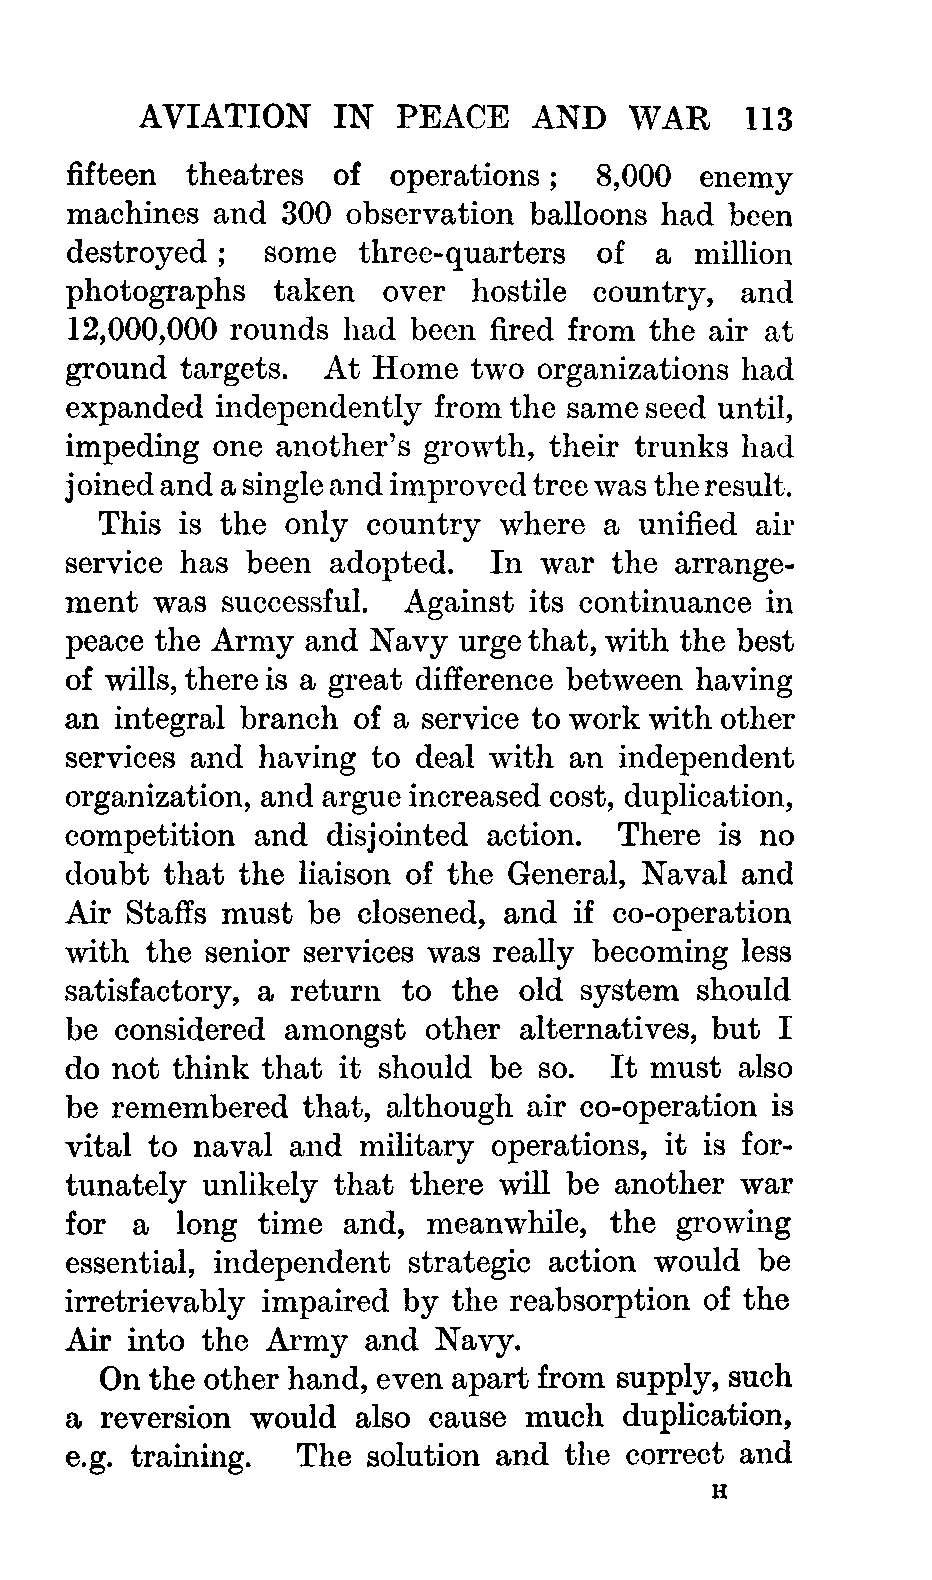 AVIATION IN PEACE AND WAR 113
fifteen theatres of operations ; 8,000 enemy
machines and 300 observation balloons had been
destroyed ; some three-quarters of a million
photographs taken over hostile country, and
12,000,000 rounds had been fired from the air at
ground targets. At Home two organizations had
expanded independently from the same seed until,
impeding one another's growth, their trunks had
joined and a single and improved tree was the result.
This is the only country where a unified air
service has been adopted. In war the arrange-
ment was successful. Against its continuance in
peace the Army and Navy urge that, with the best
of wills, there is a great difference between having
an integral branch of a service to work with other
services and having to deal with an independent
organization, and argue increased cost, duplication,
competition and disjointed action. There is no
doubt that the liaison of the General, Naval and
Air Staffs must be closened, and if co-operation
with the senior services was really becoming less
satisfactory, a return to the old system should
be considered amongst other alternatives, but I
do not think that it should be so. It must also
be remembered that, although air co-operation is
vital to naval and military operations, it is for-
tunately unlikely that there will be another war
for a long time and, meanwhile, the growing
essential, independent strategic action would be
irretrievably impaired by the reabsorption of the
Air into the Army and Navy.
On the other hand, even apart from supply, such
a reversion would also cause much duplication,
e.g. training. The solution and the correct and
H